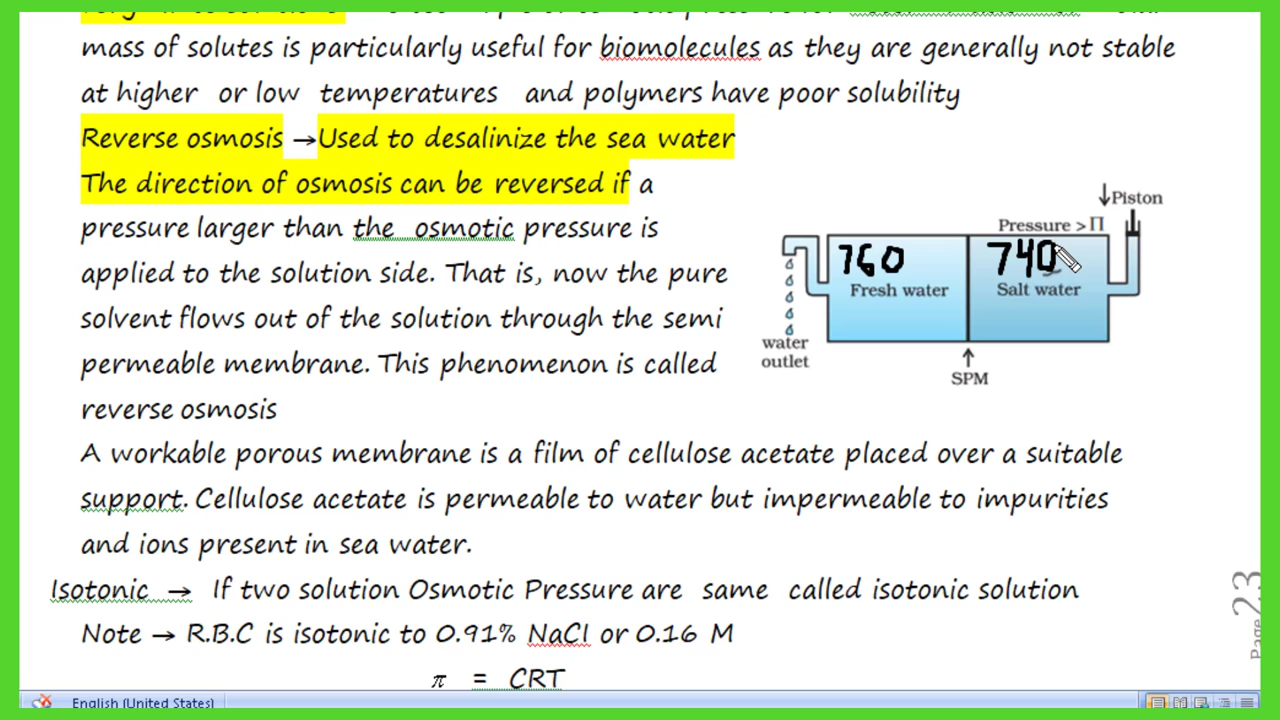 mass of solutes is particularly useful for biomolecules as they are generally not stable
at higher or low temperatures and polymers have poor solubility
Reverse osmosis → Used to desalinize the sea water
The direction of osmosis can be reversed if a
pressure larger than the osmotic pressure is
applied to the solution side. That is, now the pure
solvent flows out of the solution through the semi
permeable membrane. This phenomenon is called
reverse osmosis
↓Piston
Pressure > Π
760
740
Fresh water
Salt water
water
outlet
SPM
A workable porous membrane is a film of cellulose acetate placed over a suitable
support. Cellulose acetate is permeable to water but impermeable to impurities
and ions present in sea water.
Isotonic → If two solution Osmotic Pressure are same called isotonic solution
Note → R.B.C is isotonic to 0.91% NaCl or 0.16 M
π = CRT
Page 23
English (United States)